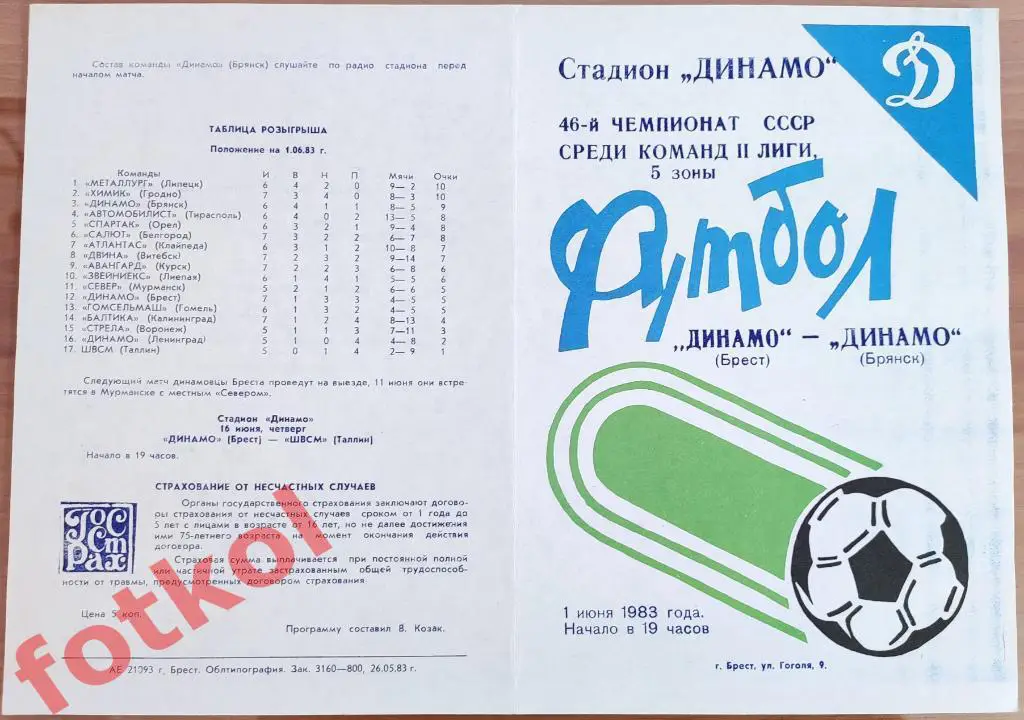 Состав команды «Динамо» (Брянск) слушайте по радио стадиона перед
началом матча.
ТАБЛИЦА РОЗЫГРЫША
Положение на 1.06.83 г.
Команды И В Н П Мячи Очки
1. «МЕТАЛЛУРГ» (Липецк) 6 4 2 0 9— 2 10
2. «ХИМИК» (Гродно) 7 3 4 0 8— 3 10
3. «ДИНАМО» (Брянск) 6 4 1 1 8— 5 9
4. «АВТОМОБИЛИСТ» (Тирасполь) 6 4 0 2 13— 5 8
5. «СПАРТАК» (Орел) 6 3 2 1 9— 4 8
6. «САЛЮТ» (Белгород) 7 3 2 2 6— 7 8
7 «АТЛАНТАС» (Клайпеда) 6 3 1 2 10— 8 7
8 «ДВИНА» (Витебск) 7 2 3 2 9—14 7
9. «АВАНГАРД» (Курск) 7 2 2 3 6— 8 6
10. «ЗВЕЙНИЕКС» (Лиепая) 6 1 4 1 5— 5 6
11. «СЕВЕР» (Мурманск) 5 2 1 2 6— 6 5
12. «ДИНАМО» (Брест) 7 1 3 3 4— 5 5
13. «ГОМСЕЛЬМАШ» (Гомель) 6 1 3 2 4— 5 5
14. «БАЛТИКА» (Калининград) 7 1 2 4 8—13 4
15 «СТРЕЛА» (Воронеж) 5 1 1 3 7—11 3
16. «ДИНАМО» (Ленинград) 5 1 0 4 4— 8 2
17. ШВСМ (Таллин) 5 0 1 4 2— 9 1
Следующий матч динамовцы Бреста проведут на выезде, 11 июня они встре-
тятся в Мурманске с местным «Севером».
Стадион «Динамо»
16 июня, четверг
«ДИНАМО» (Брест) — «ШВСМ» (Таллин)
Начало в 19 часов.
СТРАХОВАНИЕ ОТ НЕСЧАСТНЫХ СЛУЧАЕВ
Органы государственного страхования заключают догово-
ры страхования от несчастных случаев сроком от 1 года до
5 лет с лицами в возрасте от 16 лет, но не далее достижения
ими 75-летнего возраста на момент окончания действия
договора.
Страховая сумма выплачивается при постоянной полной
или частичной утрате застрахованным общей трудоспособ-
ности от травмы, предусмотренных договором страхования.
ГОССТРАХ
Цена 5 коп.
Программу составил В. Козак.
АЕ 21093 г, Брест. Облтипография. Зак. 3160—800, 26.05.83 г.
fotkol
Д
Стадион „ДИНАМО“
46-й ЧЕМПИОНАТ СССР
СРЕДИ КОМАНД II ЛИГИ,
5 зоны
Футбол
„ДИНАМО“ — „ДИНАМО“
(Брест) (Брянск)
1 июня 1983 года.
Начало в 19 часов
г. Брест, ул. Гоголя, 9.